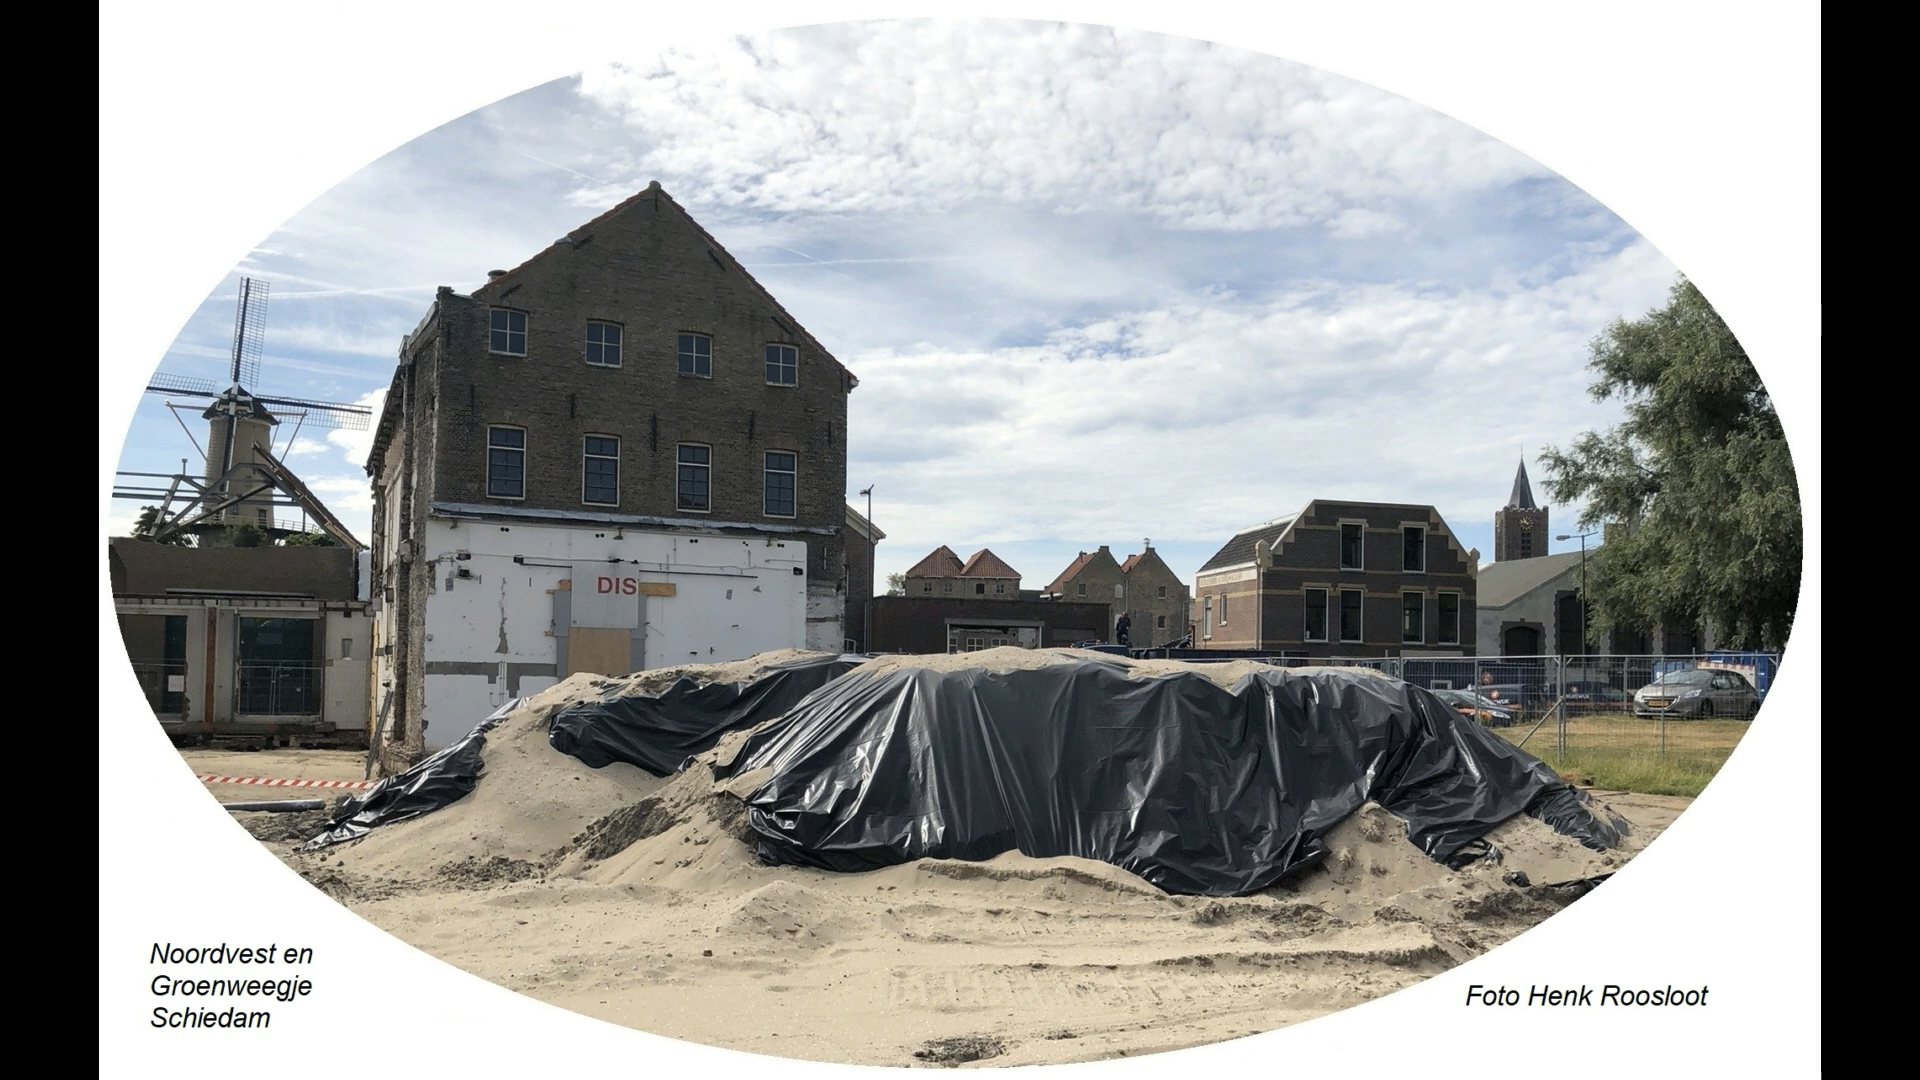 DIS
Noordvest en
Groenweegje
Schiedam
Foto Henk Roosloot